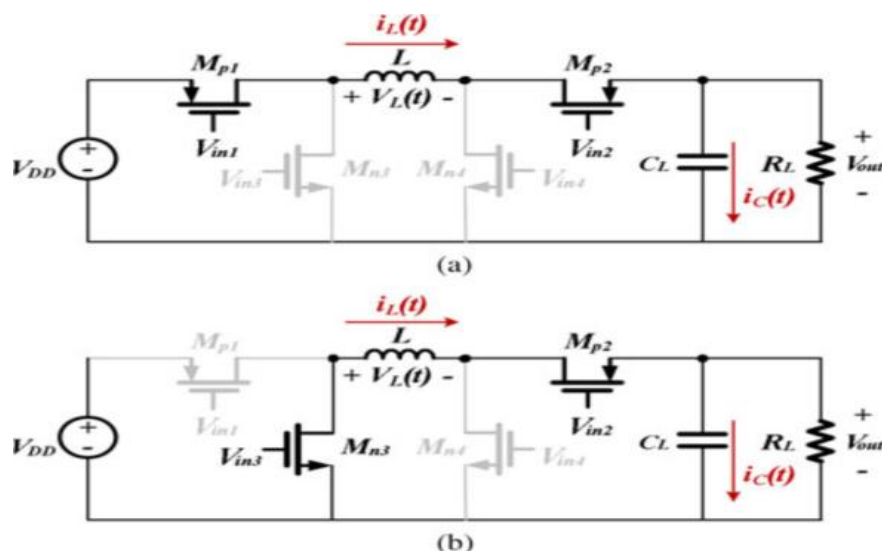 iL(t)
Mp1
L
Mp2
+ VL(t) -
Vin1
Vin2
VDD
+
-
Vin3
Mn3
Mn4
Vin4
CL
iC(t)
RL
+
Vout
-
(a)
iL(t)
Mp1
L
Mp2
+ VL(t) -
Vin1
Vin2
VDD
+
-
Vin3
Mn3
Mn4
Vin4
CL
iC(t)
RL
+
Vout
-
(b)